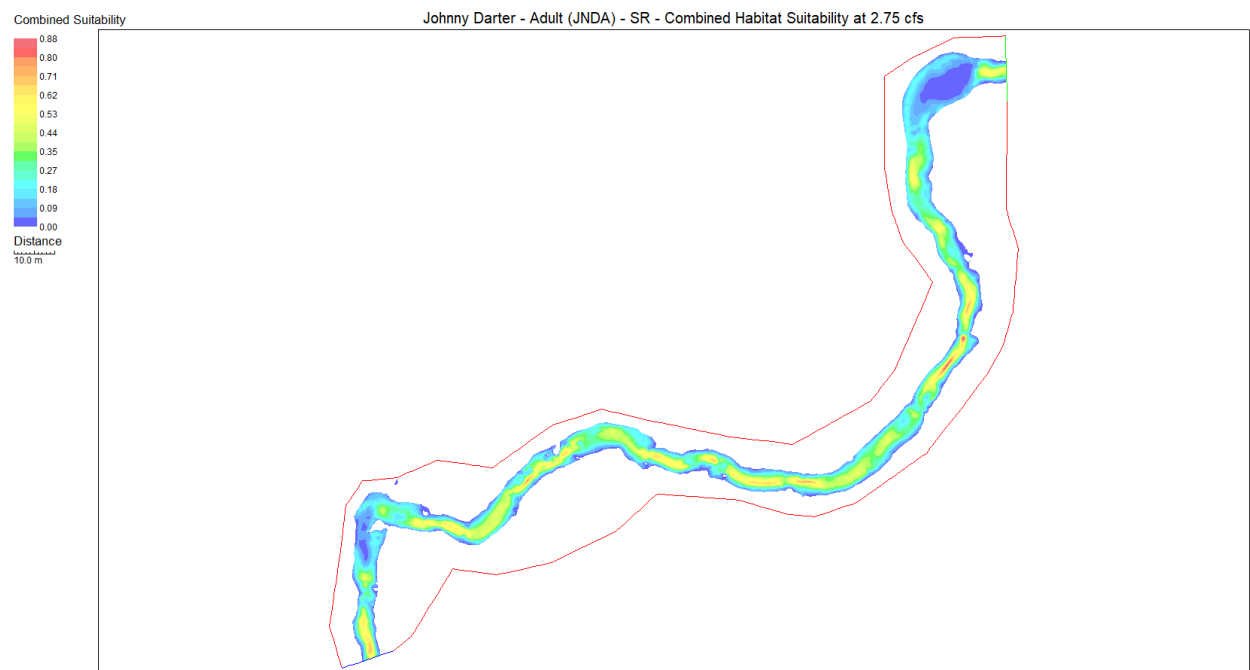 Johnny Darter - Adult (JNDA) - SR - Combined Habitat Suitability at 2.75 cfs
Combined Suitability
0.88
0.80
0.71
0.62
0.53
0.44
0.35
0.27
0.18
0.09
0.00
Distance
10.0 m